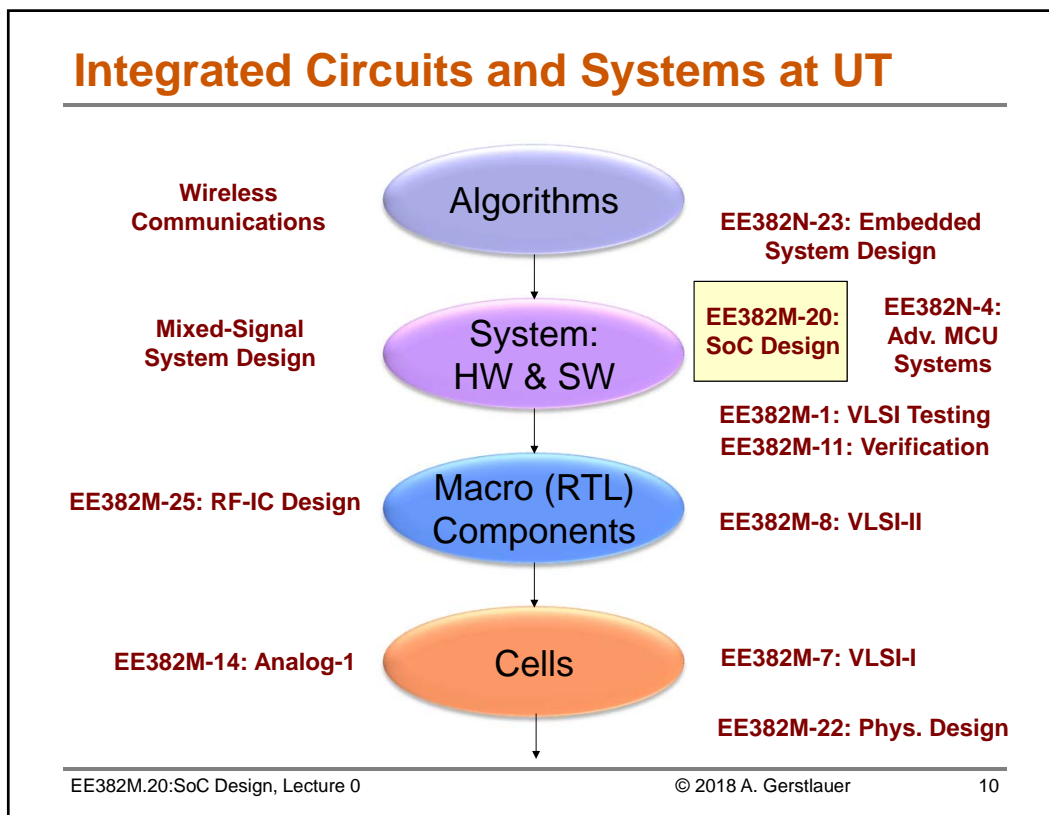 Integrated Circuits and Systems at UT
Wireless
Communications
Algorithms
EE382N-23: Embedded
System Design
Mixed-Signal
System Design
System:
HW & SW
EE382M-20:
SoC Design
EE382N-4:
Adv. MCU
Systems
EE382M-1: VLSI Testing
EE382M-11: Verification
EE382M-25: RF-IC Design
Macro (RTL)
Components
EE382M-8: VLSI-II
EE382M-14: Analog-1
Cells
EE382M-7: VLSI-I
EE382M-22: Phys. Design
EE382M.20:SoC Design, Lecture 0
© 2018 A. Gerstlauer
10